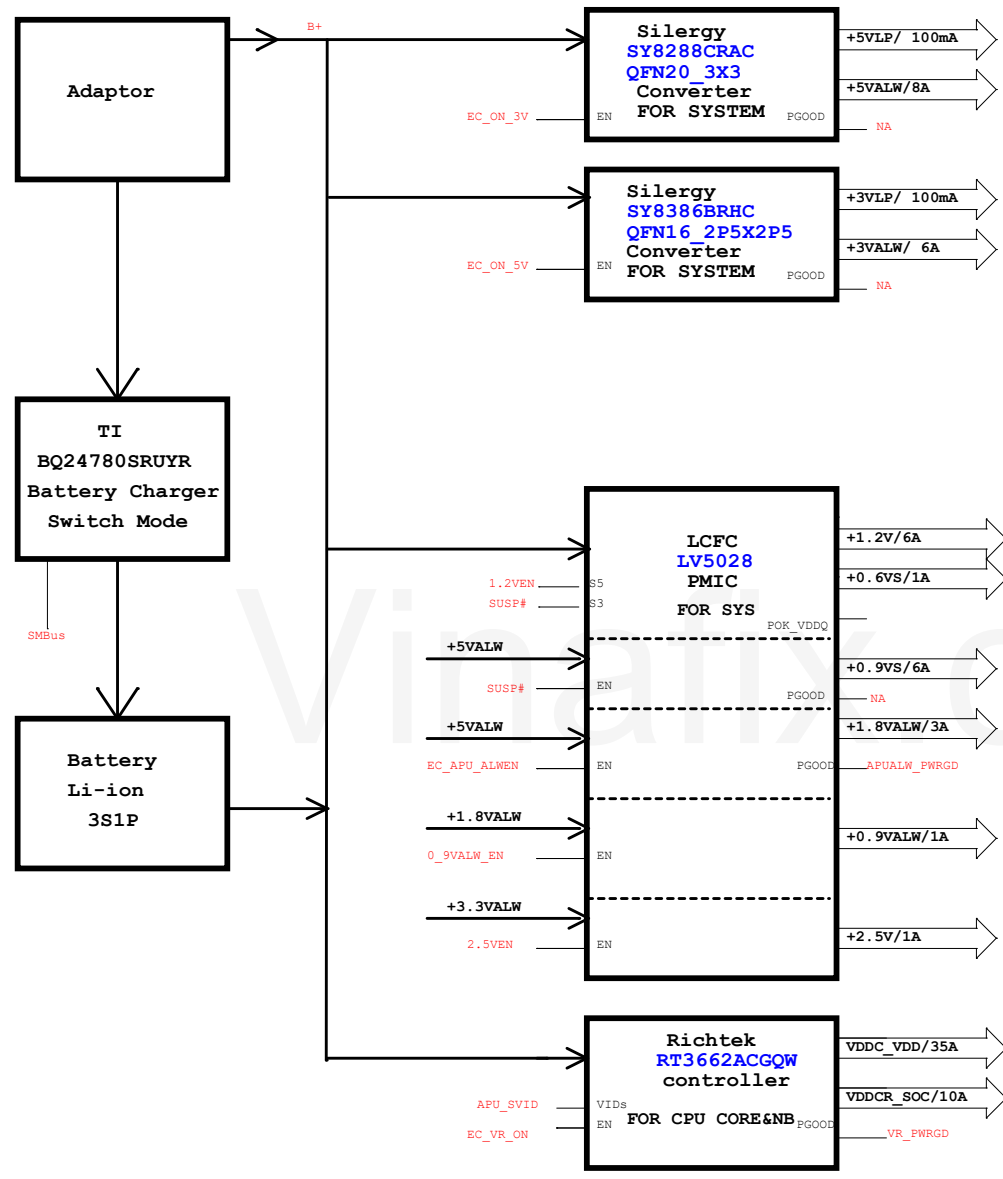 B+
Adaptor
Silergy
SY8288CRAC
QFN20_3X3
Converter
FOR SYSTEM
EC_ON_3V
EN
PGOOD
+5VLP/ 100mA
+5VALW/8A
NA
Silergy
SY8386BRHC
QFN16_2P5X2P5
Converter
FOR SYSTEM
EC_ON_5V
EN
PGOOD
+3VLP/ 100mA
+3VALW/ 6A
NA
TI
BQ24780SRUYR
Battery Charger
Switch Mode
SMBus
Battery
Li-ion
3S1P
LCFC
LV5028
PMIC
FOR SYS
1.2VEN
S5
SUSP#
S3
POK_VDDQ
+1.2V/6A
+0.6VS/1A
+5VALW
SUSP#
EN
PGOOD
+0.9VS/6A
NA
+5VALW
EC_APU_ALWEN
EN
PGOOD
+1.8VALW/3A
APUALW_PWRGD
+1.8VALW
0_9VALW_EN
EN
+0.9VALW/1A
+3.3VALW
2.5VEN
EN
+2.5V/1A
Richtek
RT3662ACGQW
controller
FOR CPU CORE&NB
APU_SVID
VIDs
EC_VR_ON
EN
PGOOD
VDDC_VDD/35A
VDDCR_SOC/10A
VR_PWRGD
Vinafix.c